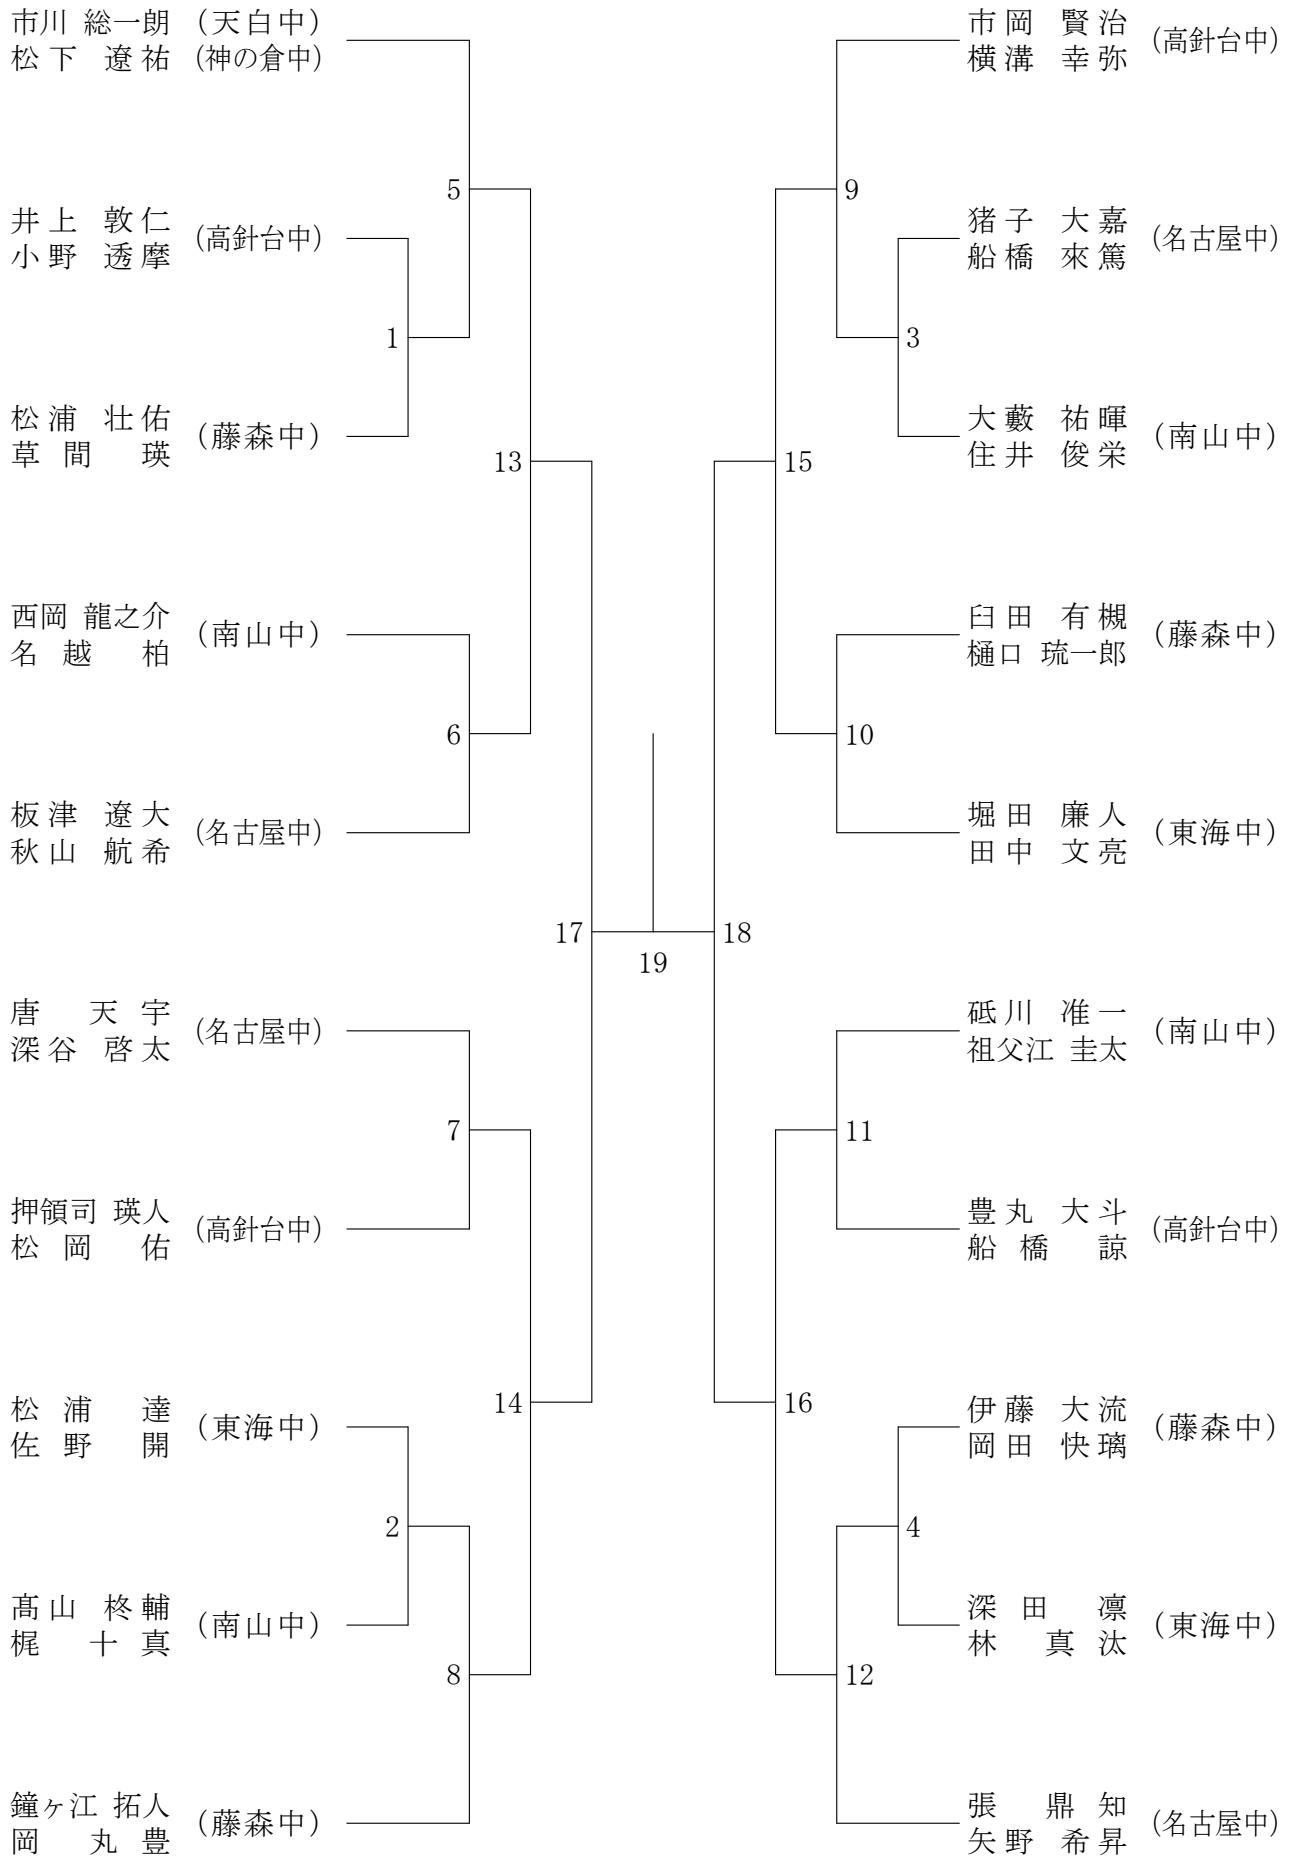 市川 総一朗 (天白中)
松下 遼祐 (神の倉中)
5
井上 敦仁 (高針台中)
小野 透摩
1
松浦 壮佑 (藤森中)
草間 瑛
13
西岡 龍之介 (南山中)
名越 柏
6
板津 遼大 (名古屋中)
秋山 航希
17
唐 天宇 (名古屋中)
深谷 啓太
7
押領司 瑛人 (高針台中)
松岡 佑
14
松浦 達 (東海中)
佐野 開
2
髙山 柊輔 (南山中)
梶 十真
8
鐘ヶ江 拓人 (藤森中)
岡 丸豊
19
市岡 賢治 (高針台中)
横溝 幸弥
9
猪子 大嘉 (名古屋中)
船橋 來篤
3
大藪 祐暉 (南山中)
住井 俊栄
15
臼田 有槻 (藤森中)
樋口 琉一郎
10
堀田 廉人 (東海中)
田中 文亮
18
砥川 准一 (南山中)
祖父江 圭太
11
豊丸 大斗 (高針台中)
船橋 諒
16
伊藤 大流 (藤森中)
岡田 快璃
4
深田 凛 (東海中)
林 真汰
12
張 鼎知 (名古屋中)
矢野 希昇